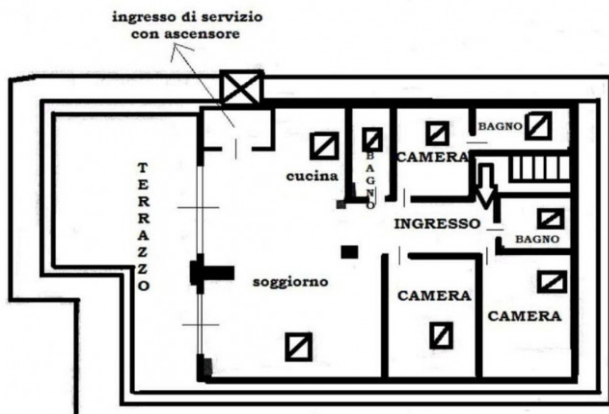 ingresso di servizio
con ascensore
TERRAZZO
cucina
BAGNO
CAMERA
BAGNO
INGRESSO
BAGNO
soggiorno
CAMERA
CAMERA